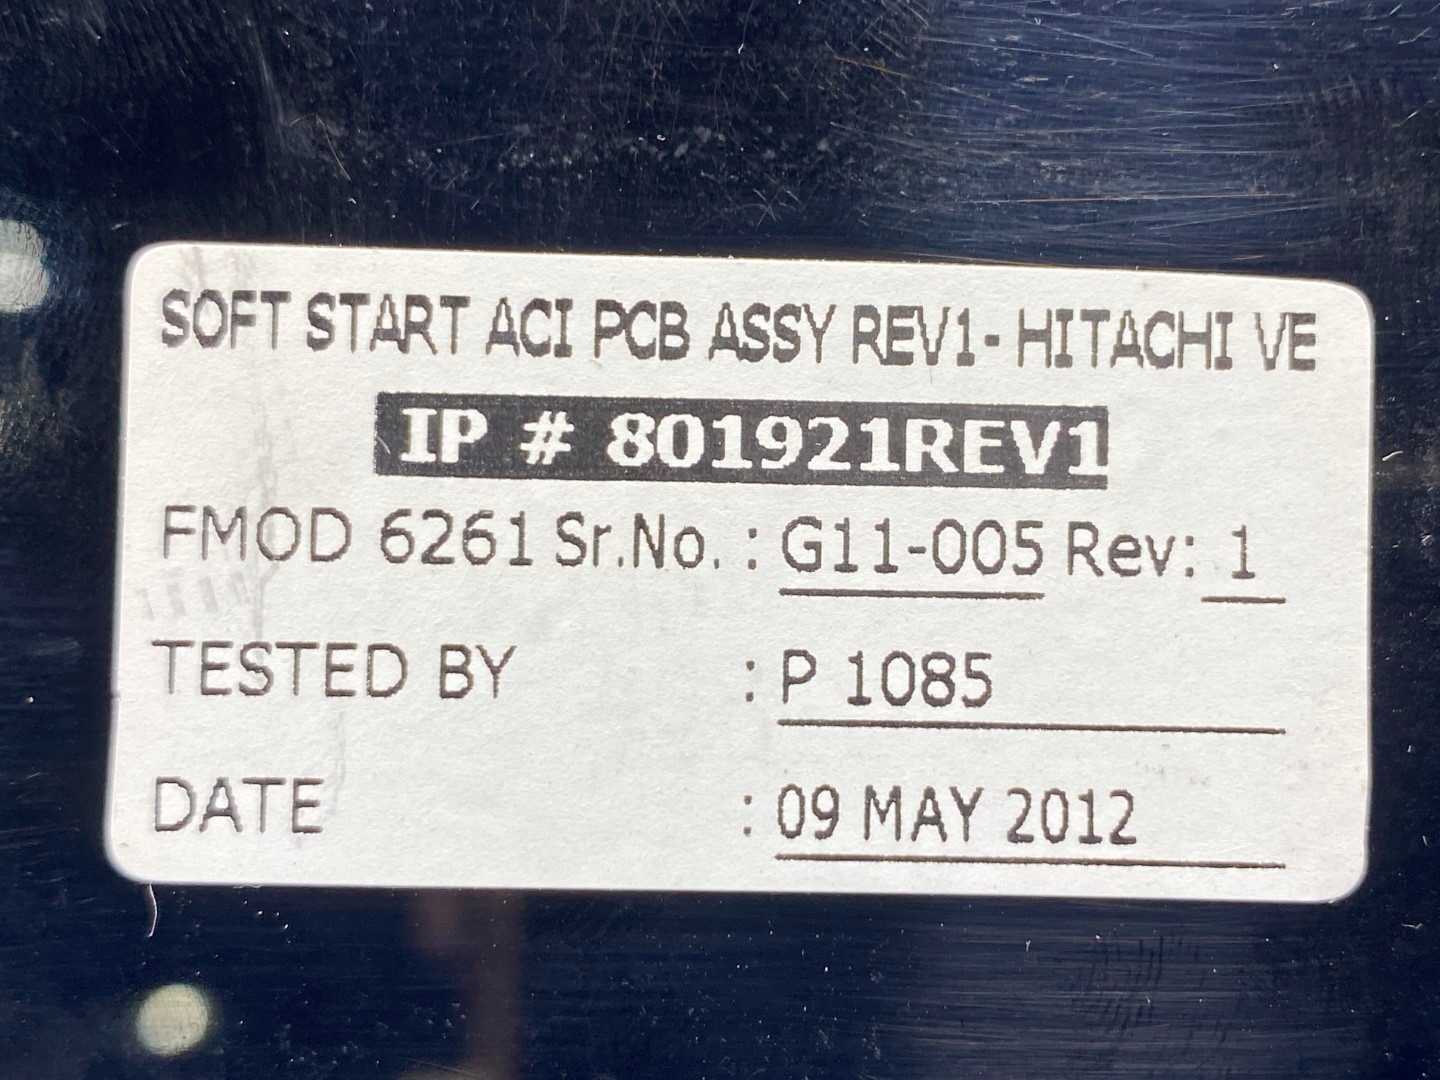 SOFT START ACI PCB ASSY REV1- HITACHI VE
IP # 801921REV1
FMOD 6261 Sr.No. : G11-005 Rev: 1
TESTED BY : P 1085
DATE : 09 MAY 2012